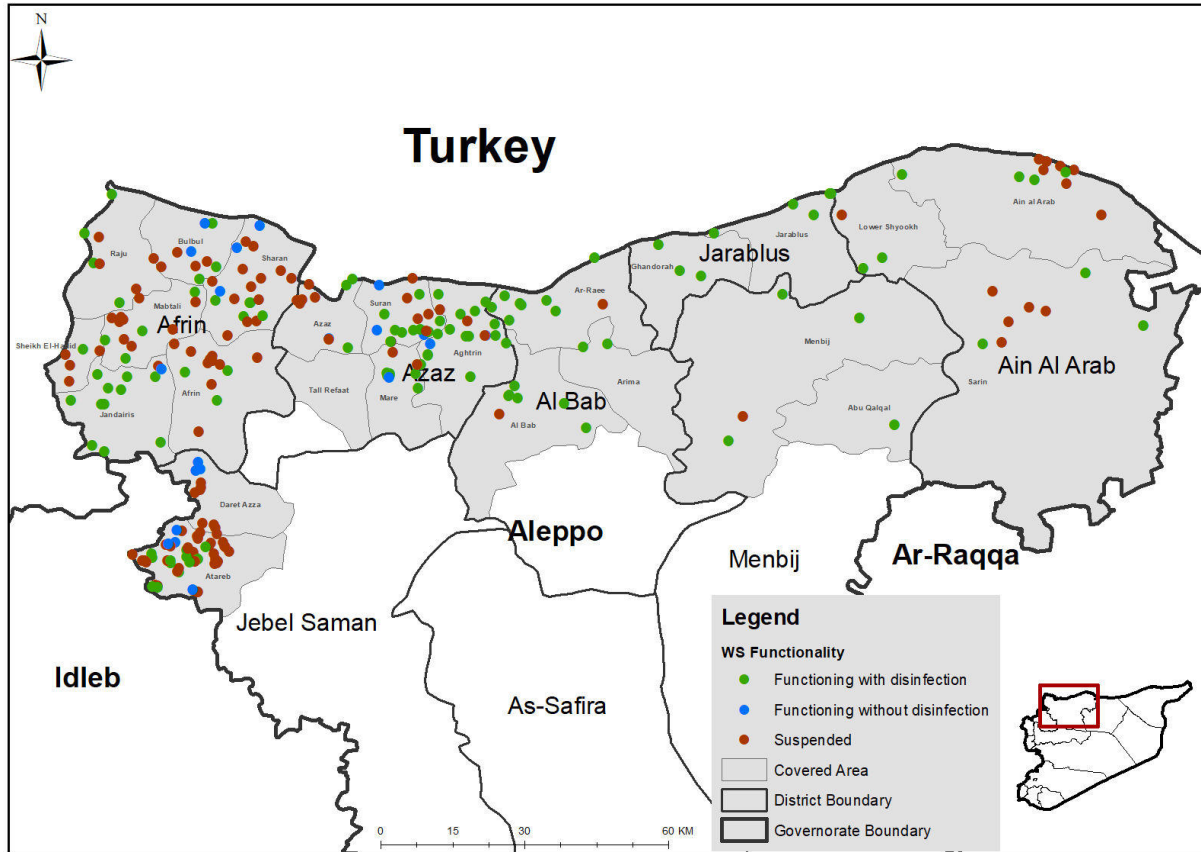 N
Turkey
Ain al Arab
Bulbul
Raju
Sharan
Lower Shyookh
Jarablus
Jarablus
Ghandorah
Ar-Raee
Mabtali
Suran
Afrin
Azaz
Menbij
Sheikh El-Hadid
Aghtrin
Azaz
Ain Al Arab
Sarin
Tall Refaat
Mare
Arima
Afrin
Al Bab
Al Bab
Abu Qalqal
Jandairis
Daret Azza
Aleppo
Menbij
Ar-Raqqa
Atareb
Jebel Saman
Idleb
As-Safira
Legend
WS Functionality
Functioning with disinfection
Functioning without disinfection
Suspended
Covered Area
District Boundary
Governorate Boundary
0 15 30 60 KM